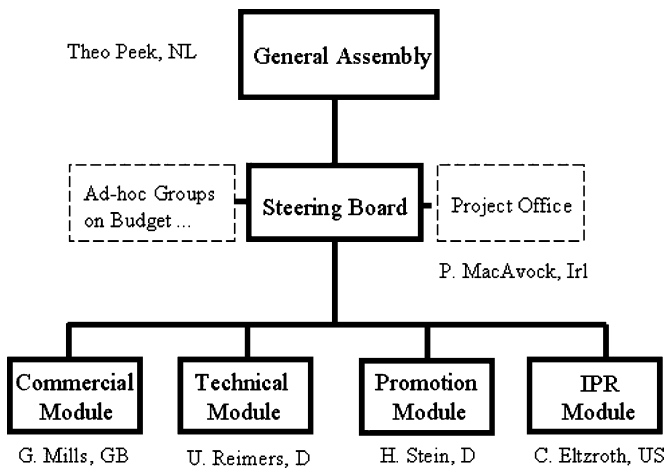 Theo Peek, NL
General Assembly
Ad-hoc Groups
on Budget ...
Steering Board
Project Office
P. MacAvock, Irl
Commercial
Module
Technical
Module
Promotion
Module
IPR
Module
G. Mills, GB
U. Reimers, D
H. Stein, D
C. Eltzroth, US